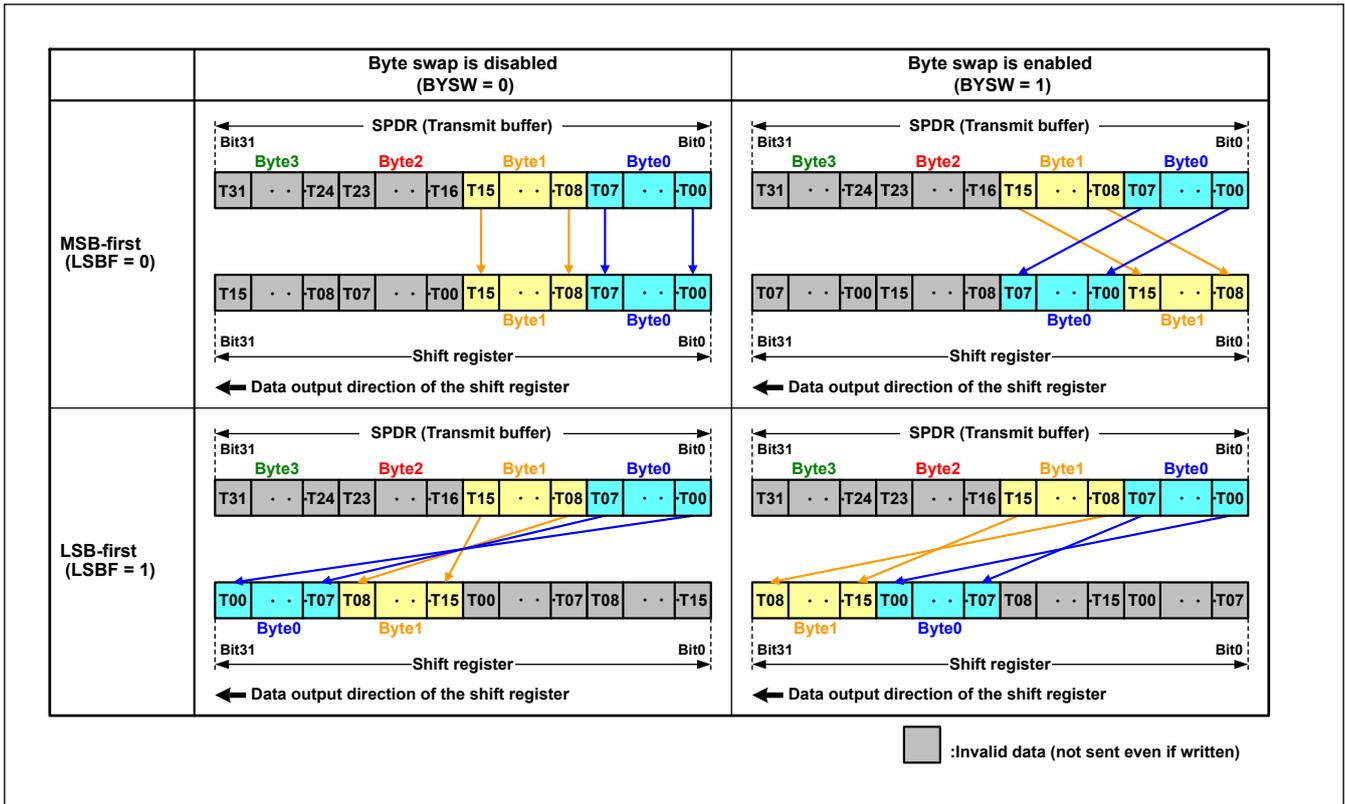 Byte swap is disabled
(BYSW = 0)
Byte swap is enabled
(BYSW = 1)
MSB-first
(LSBF = 0)
SPDR (Transmit buffer)
Bit31 Bit0
Byte3 Byte2 Byte1 Byte0
T31 · · ·T24 T23 · · ·T16 T15 · · ·T08 T07 · · ·T00
T15 · · ·T08 T07 · · ·T00 T15 · · ·T08 T07 · · ·T00
Byte1 Byte0
Bit31 Bit0
Shift register
Data output direction of the shift register
SPDR (Transmit buffer)
Bit31 Bit0
Byte3 Byte2 Byte1 Byte0
T31 · · ·T24 T23 · · ·T16 T15 · · ·T08 T07 · · ·T00
T07 · · ·T00 T15 · · ·T08 T07 · · ·T00 T15 · · ·T08
Byte0 Byte1
Bit31 Bit0
Shift register
Data output direction of the shift register
LSB-first
(LSBF = 1)
SPDR (Transmit buffer)
Bit31 Bit0
Byte3 Byte2 Byte1 Byte0
T31 · · ·T24 T23 · · ·T16 T15 · · ·T08 T07 · · ·T00
T00 · · ·T07 T08 · · ·T15 T00 · · ·T07 T08 · · ·T15
Byte0 Byte1
Bit31 Bit0
Shift register
Data output direction of the shift register
SPDR (Transmit buffer)
Bit31 Bit0
Byte3 Byte2 Byte1 Byte0
T31 · · ·T24 T23 · · ·T16 T15 · · ·T08 T07 · · ·T00
T08 · · ·T15 T00 · · ·T07 T08 · · ·T15 T00 · · ·T07
Byte1 Byte0
Bit31 Bit0
Shift register
Data output direction of the shift register
:Invalid data (not sent even if written)